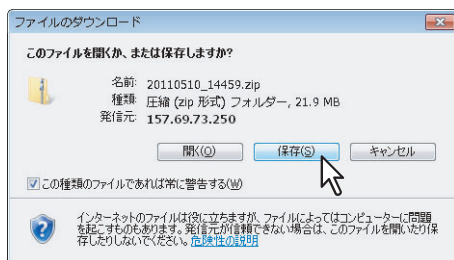 ファイルのダウンロード
このファイルを開くか、または保存しますか?
名前: 20110510_14459.zip
種類: 圧縮 (zip 形式) フォルダー, 21.9 MB
発信元: 157.69.73.250
開く(O) 保存(S) キャンセル
この種類のファイルであれば常に警告する(W)
インターネットのファイルは役に立ちますが、ファイルによってはコンピューターに問題
を起こすものもあります。発信元が信頼できない場合は、このファイルを開いたり保
存したりしないでください。危険性の説明